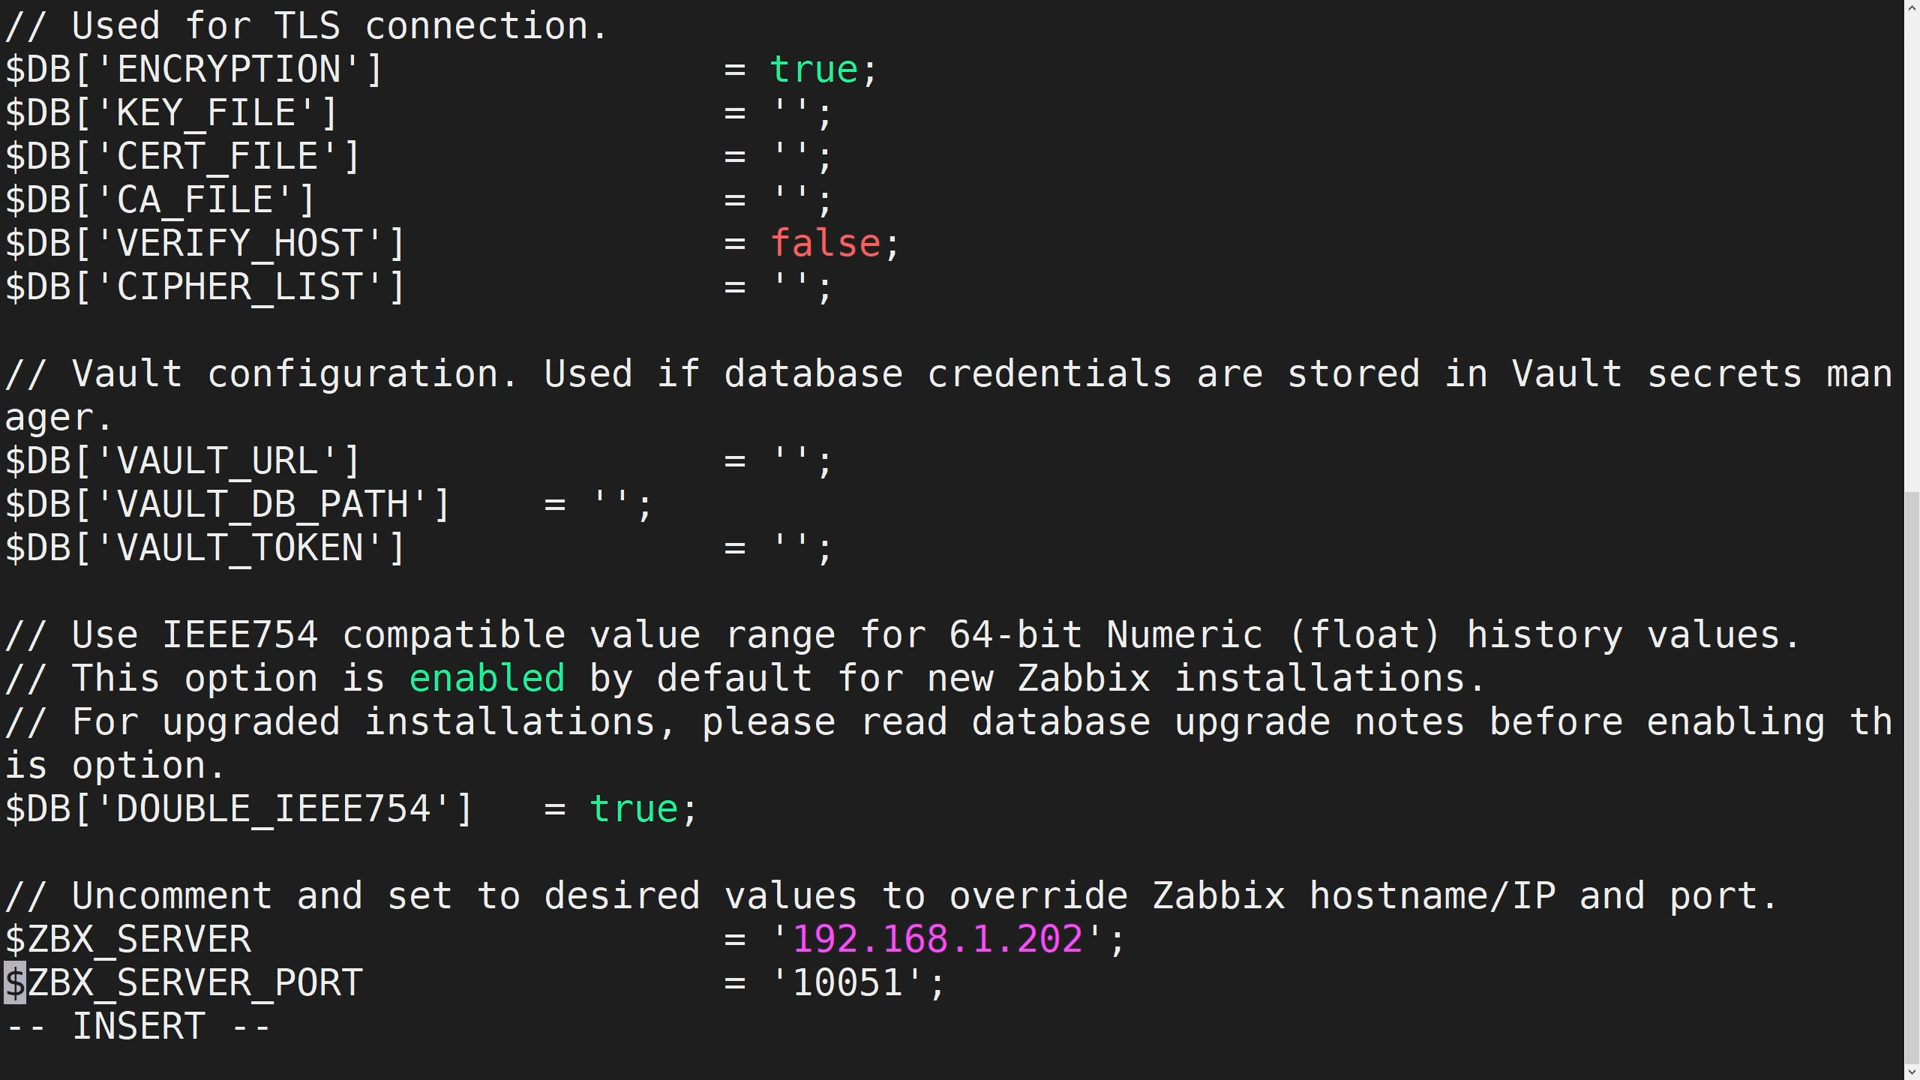 // Used for TLS connection.
$DB['ENCRYPTION']                = true;
$DB['KEY_FILE']                  = '';
$DB['CERT_FILE']                 = '';
$DB['CA_FILE']                   = '';
$DB['VERIFY_HOST']               = false;
$DB['CIPHER_LIST']               = '';

// Vault configuration. Used if database credentials are stored in Vault secrets man
ager.
$DB['VAULT_URL']                 = '';
$DB['VAULT_DB_PATH']    = '';
$DB['VAULT_TOKEN']               = '';

// Use IEEE754 compatible value range for 64-bit Numeric (float) history values.
// This option is enabled by default for new Zabbix installations.
// For upgraded installations, please read database upgrade notes before enabling th
is option.
$DB['DOUBLE_IEEE754']   = true;

// Uncomment and set to desired values to override Zabbix hostname/IP and port.
$ZBX_SERVER                      = '192.168.1.202';
$ZBX_SERVER_PORT                 = '10051';
-- INSERT --